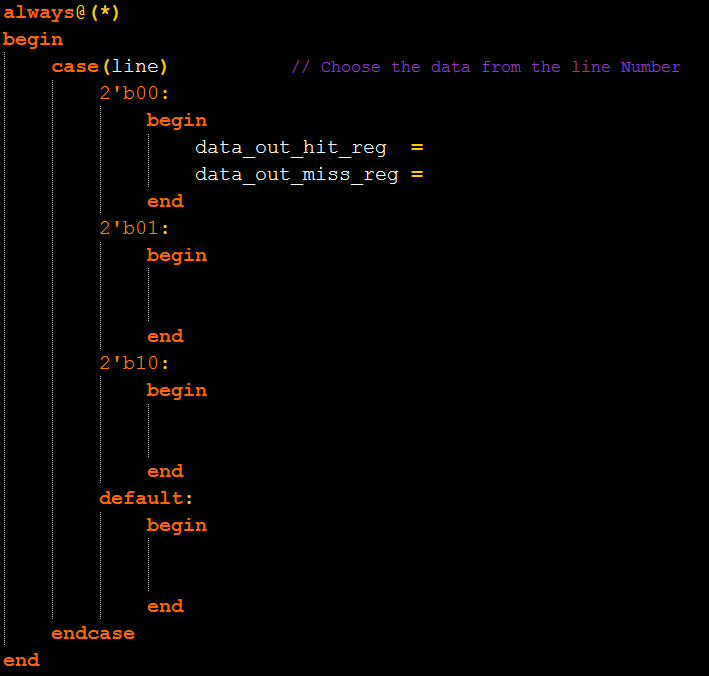 always@(*)
begin
case(line) // Choose the data from the line Number
2'b00:
begin
data_out_hit_reg =
data_out_miss_reg =
end
2'b01:
begin
end
2'b10:
begin
end
default:
begin
end
endcase
end